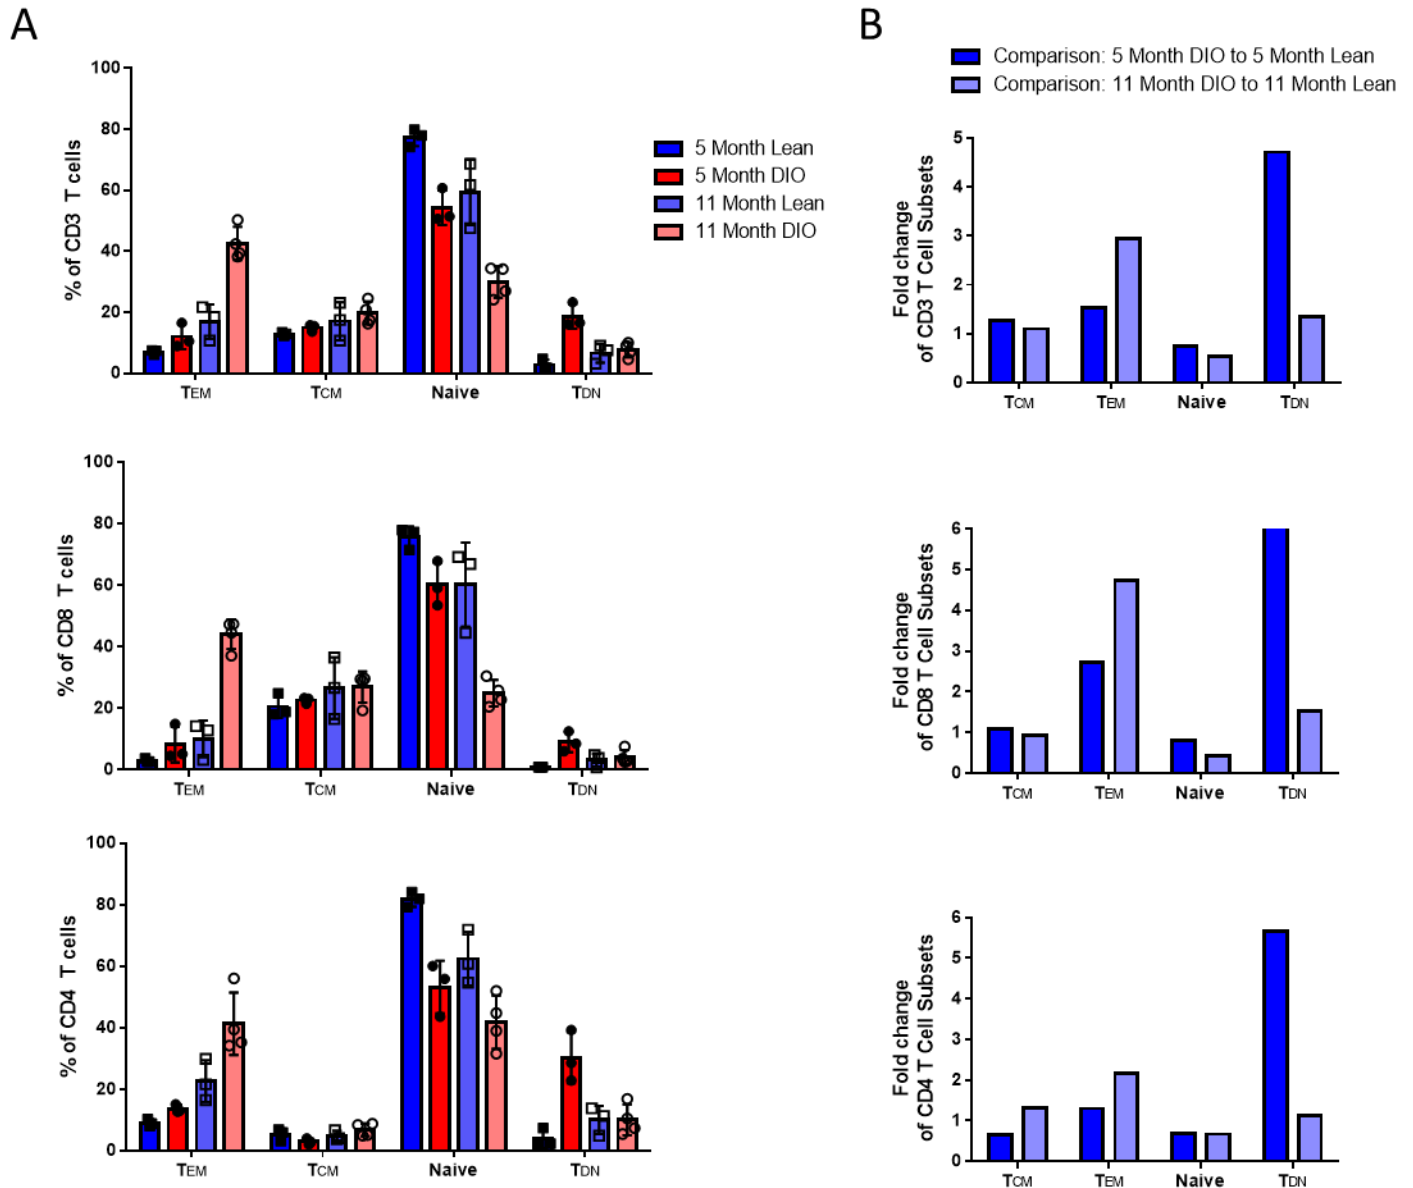 A
% of CD3 T cells
100
80
60
40
20
0
TEM TCM Naive TDN
5 Month Lean
5 Month DIO
11 Month Lean
11 Month DIO
% of CD8 T cells
100
80
60
40
20
0
TEM TCM Naive TDN
% of CD4 T cells
100
80
60
40
20
0
TEM TCM Naive TDN
B
Comparison: 5 Month DIO to 5 Month Lean
Comparison: 11 Month DIO to 11 Month Lean
Fold change
of CD3 T Cell Subsets
5
4
3
2
1
0
TCM TEM Naive TDN
Fold change
of CD8 T Cell Subsets
6
5
4
3
2
1
0
TCM TEM Naive TDN
Fold change
of CD4 T Cell Subsets
6
5
4
3
2
1
0
TCM TEM Naive TDN